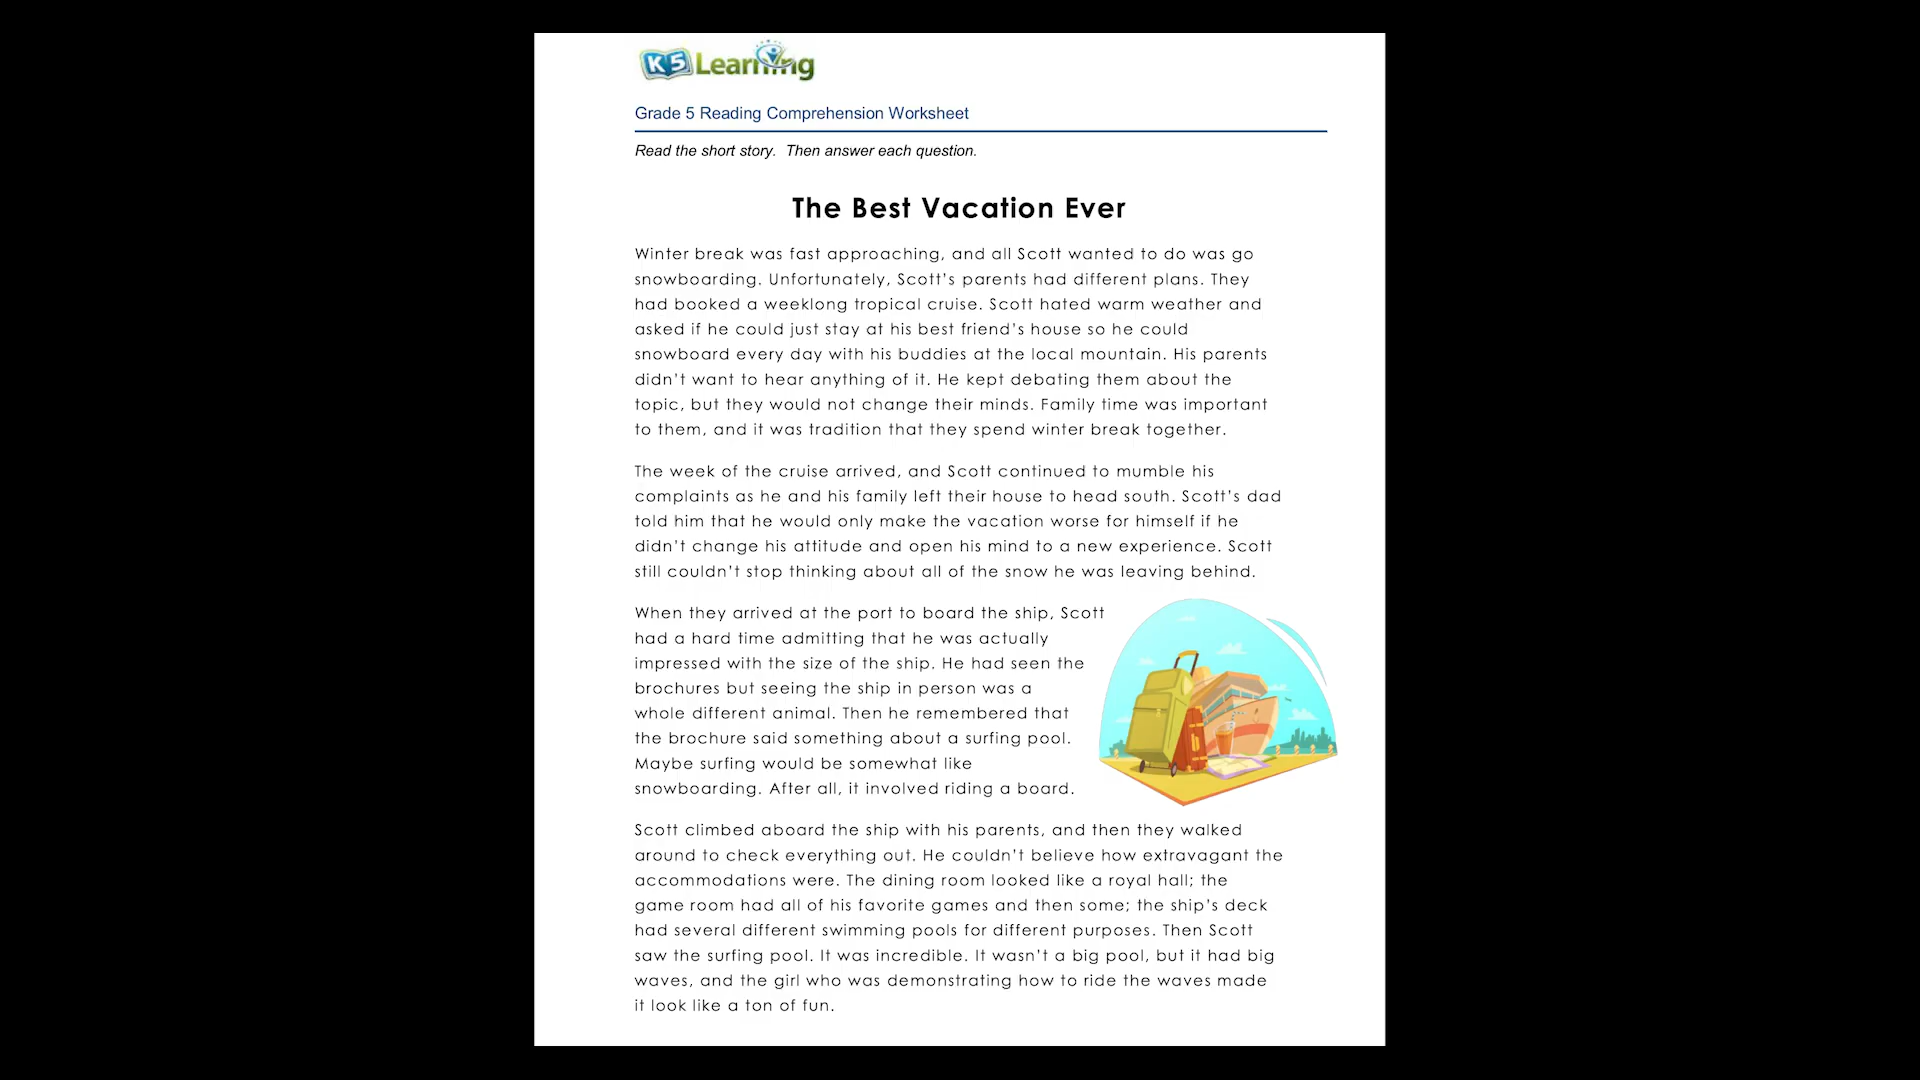 K5 Learning
Grade 5 Reading Comprehension Worksheet
Read the short story. Then answer each question.
The Best Vacation Ever
Winter break was fast approaching, and all Scott wanted to do was go
snowboarding. Unfortunately, Scott's parents had different plans. They
had booked a weeklong tropical cruise. Scott hated warm weather and
asked if he could just stay at his best friend's house so he could
snowboard every day with his buddies at the local mountain. His parents
didn't want to hear anything of it. He kept debating them about the
topic, but they would not change their minds. Family time was important
to them, and it was tradition that they spend winter break together.
The week of the cruise arrived, and Scott continued to mumble his
complaints as he and his family left their house to head south. Scott's dad
told him that he would only make the vacation worse for himself if he
didn't change his attitude and open his mind to a new experience. Scott
still couldn't stop thinking about all of the snow he was leaving behind.
When they arrived at the port to board the ship, Scott
had a hard time admitting that he was actually
impressed with the size of the ship. He had seen the
brochures but seeing the ship in person was a
whole different animal. Then he remembered that
the brochure said something about a surfing pool.
Maybe surfing would be somewhat like
snowboarding. After all, it involved riding a board.
Scott climbed aboard the ship with his parents, and then they walked
around to check everything out. He couldn't believe how extravagant the
accommodations were. The dining room looked like a royal hall; the
game room had all of his favorite games and then some; the ship's deck
had several different swimming pools for different purposes. Then Scott
saw the surfing pool. It was incredible. It wasn't a big pool, but it had big
waves, and the girl who was demonstrating how to ride the waves made
it look like a ton of fun.